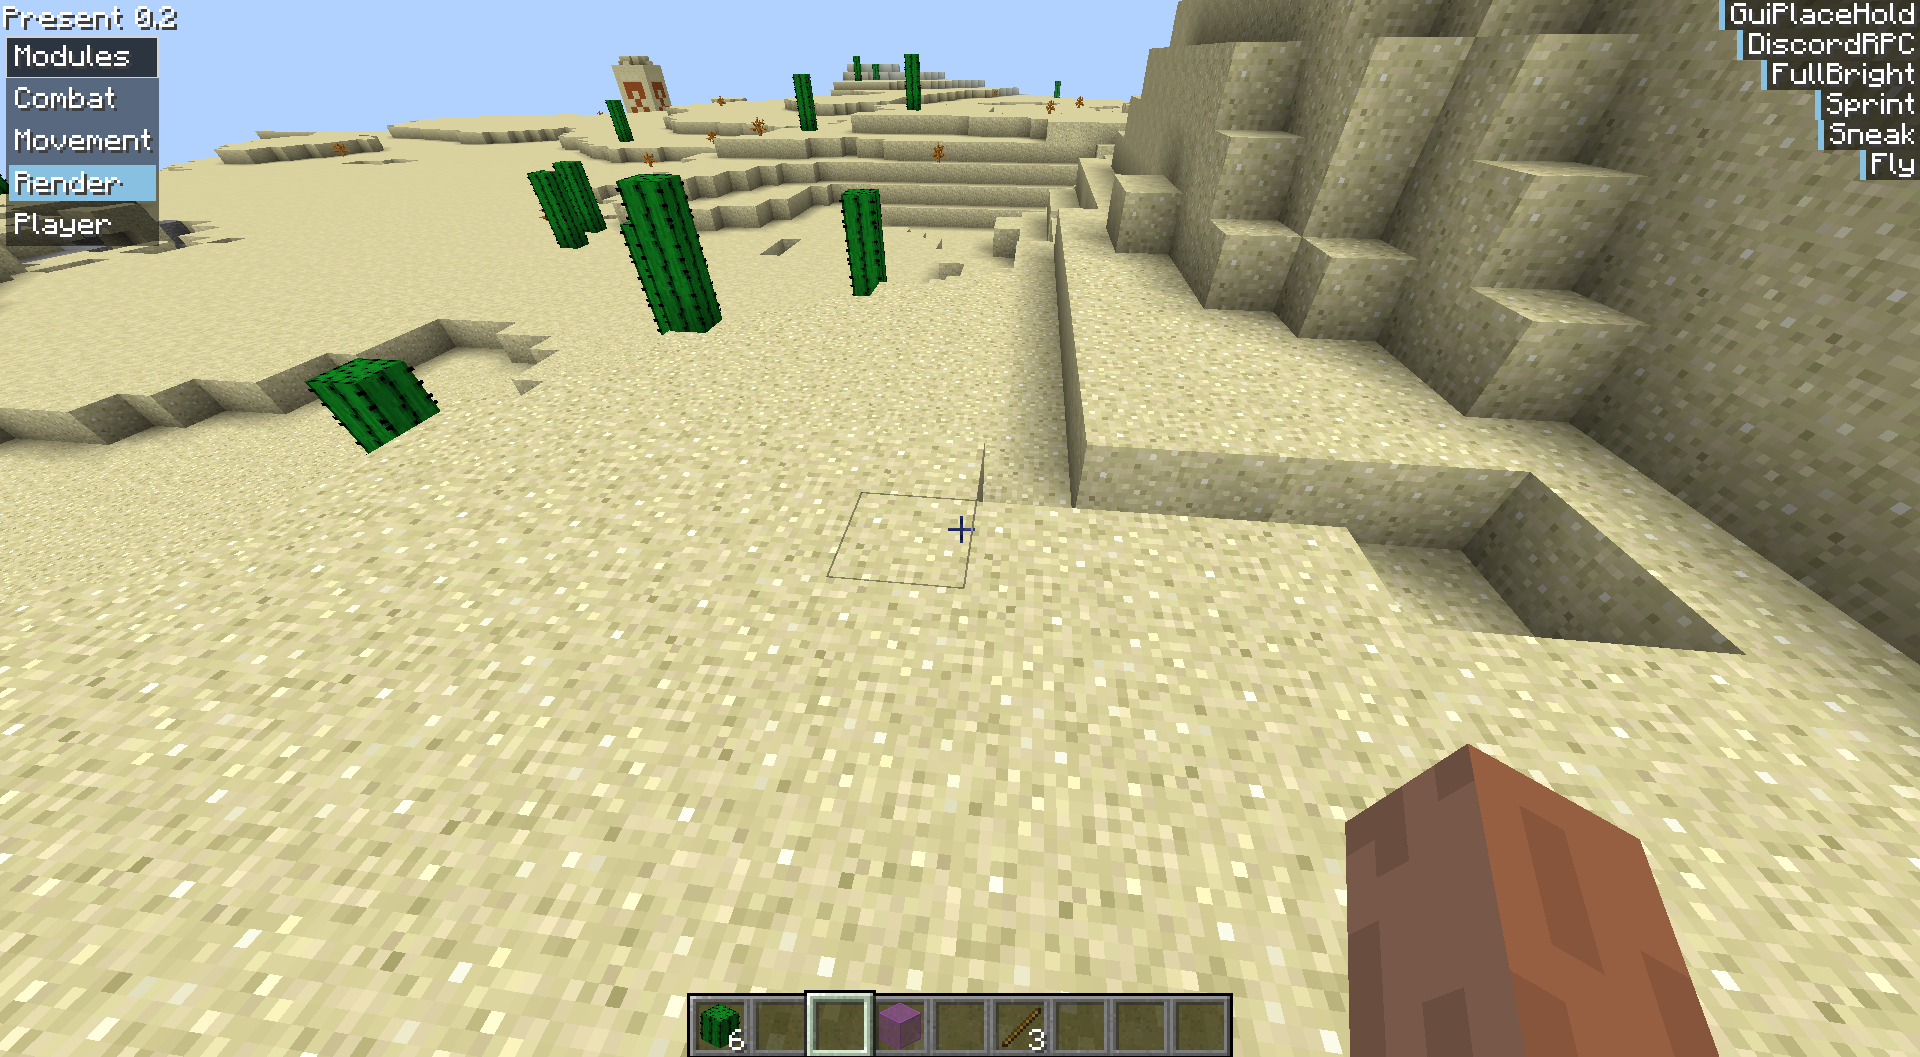 Present 0.2
Modules
Combat
Movement
Render
Player
GuiPlaceHold
DiscordRPC
FullBright
Sprint
Sneak
Fly
6
3